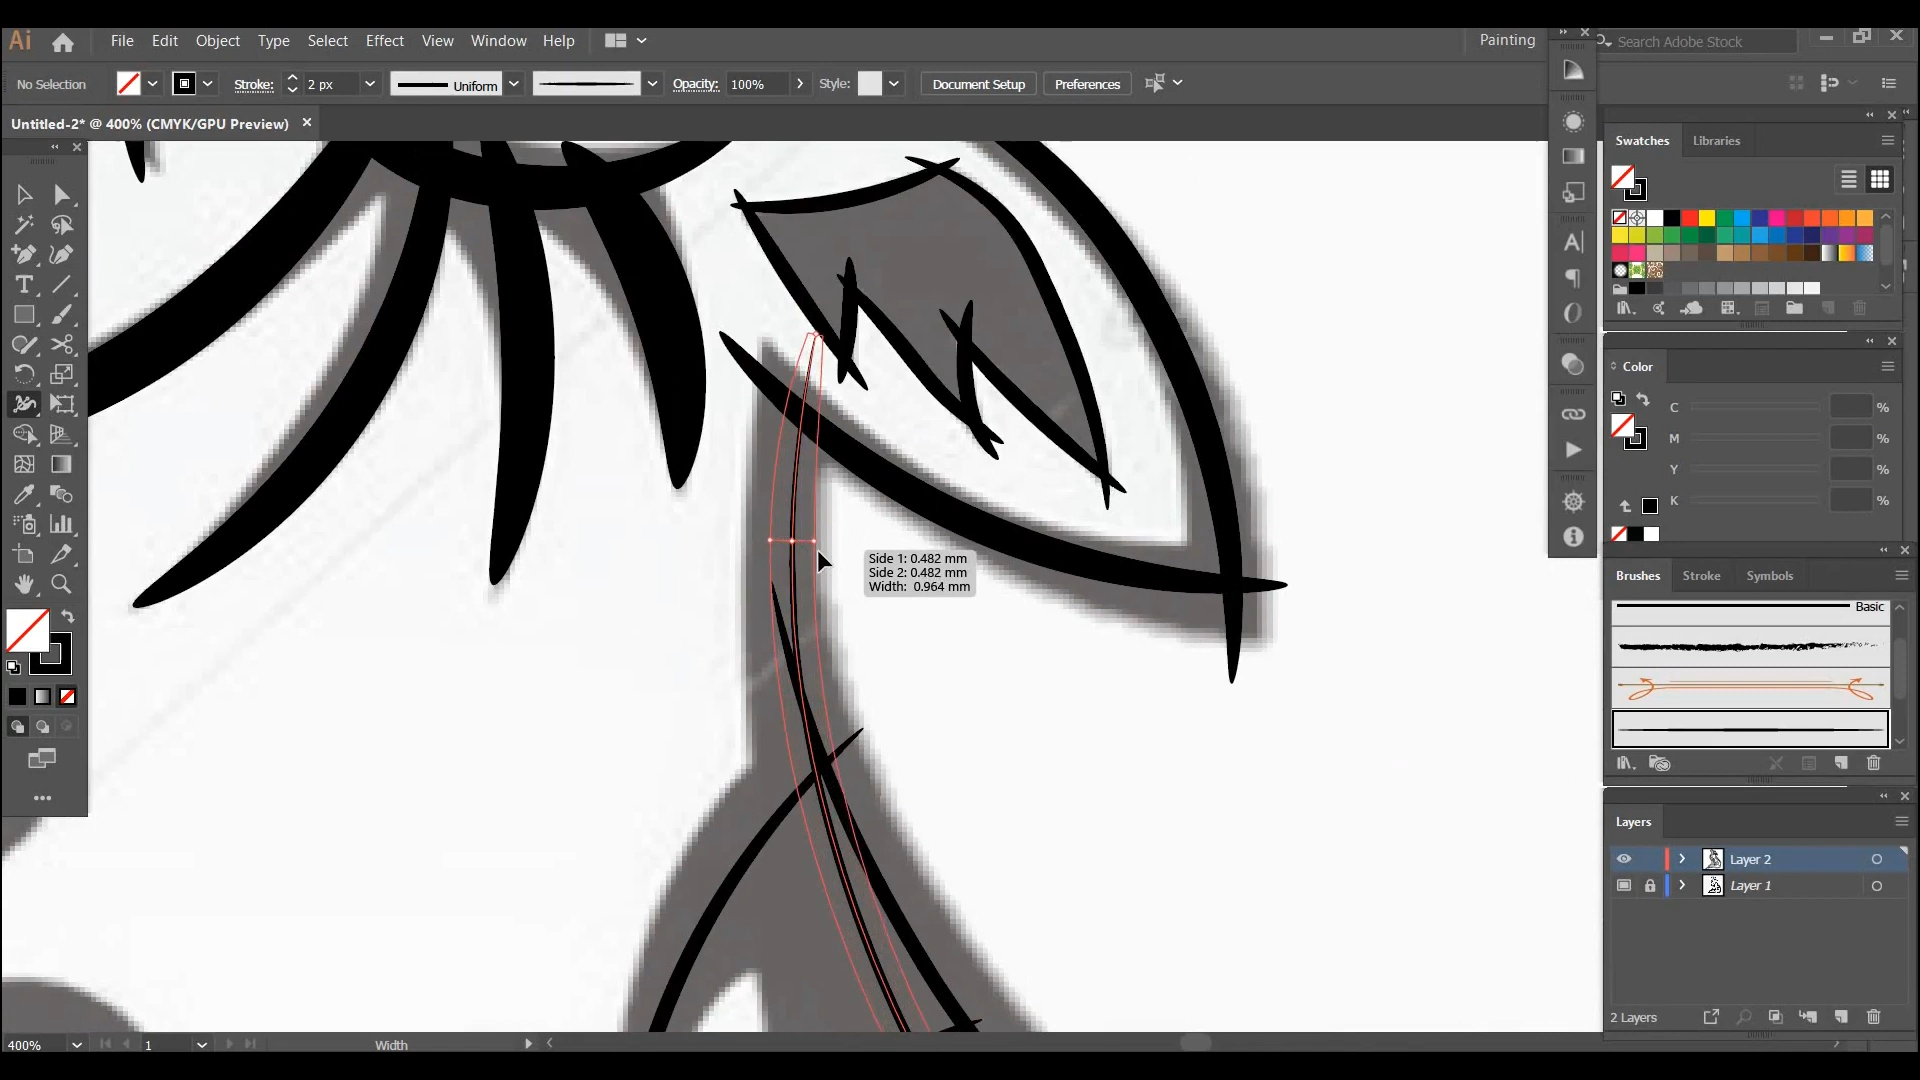 Ai File Edit Object Type Select Effect View Window Help Painting Search Adobe Stock
No Selection Stroke: 2 px Uniform Opacity: 100% Style: Document Setup Preferences
Untitled-2* @ 400% (CMYK/GPU Preview)
Swatches Libraries
Color
C %
M %
Y %
K %
Side 1: 0.482 mm
Side 2: 0.482 mm
Width: 0.964 mm
Brushes Stroke Symbols
Basic
Layers
Layer 2
Layer 1
2 Layers
400% 1 Width